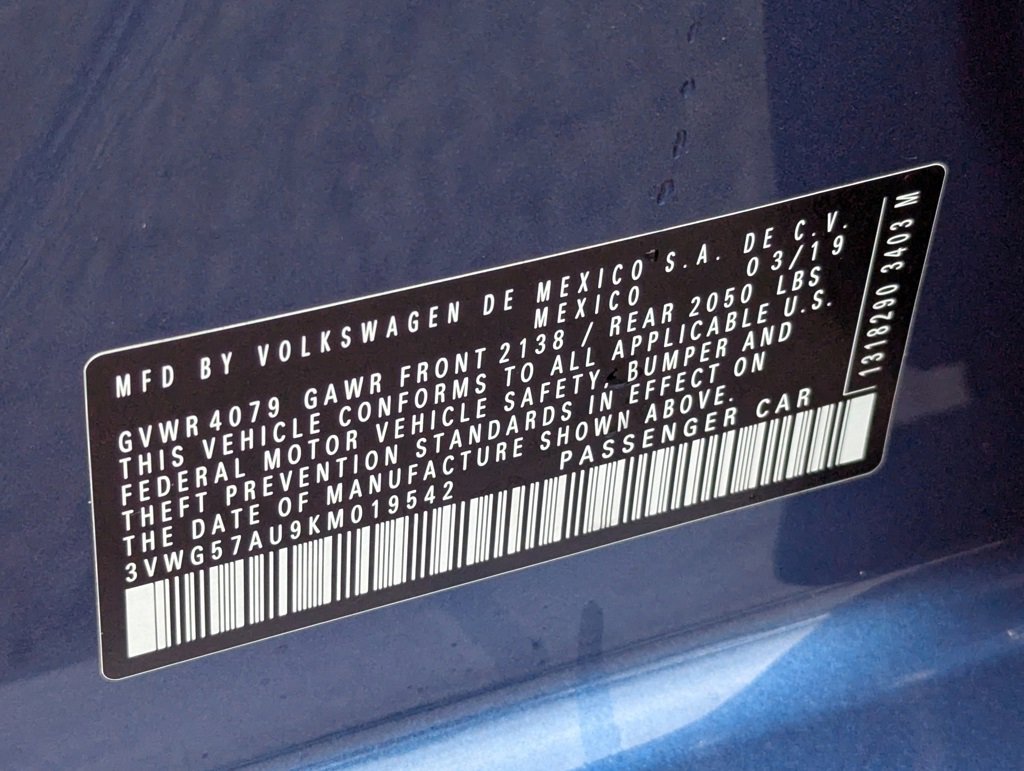 MFD BY VOLKSWAGEN DE MEXICO S.A. DE C.V.
MEXICO 03/19
GVWR 4079 GAWR FRONT 2138 / REAR 2050 LBS
THIS VEHICLE CONFORMS TO ALL APPLICABLE U.S.
FEDERAL MOTOR VEHICLE SAFETY, BUMPER AND
THEFT PREVENTION STANDARDS IN EFFECT ON
THE DATE OF MANUFACTURE SHOWN ABOVE.
3VWG57AU9KM019542 PASSENGER CAR
1318290 3403 M